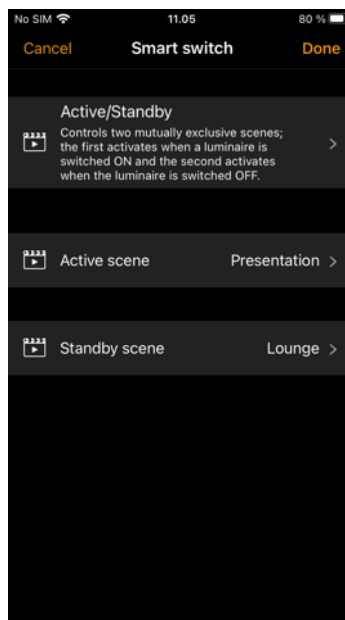 No SIM 11.05 80 %
Cancel Smart switch Done
Active/Standby
Controls two mutually exclusive scenes;
the first activates when a luminaire is
switched ON and the second activates
when the luminaire is switched OFF.
Active scene Presentation >
Standby scene Lounge >